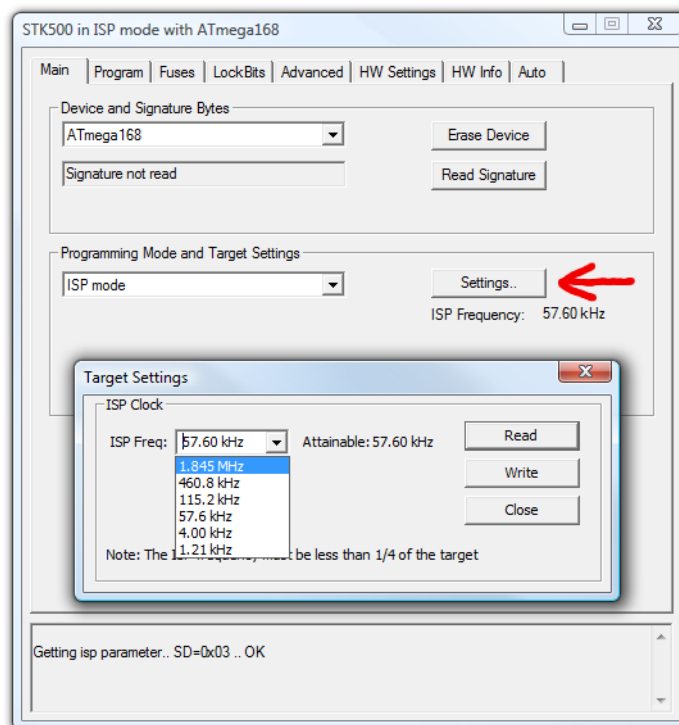 STK500 in ISP mode with ATmega168
Main Program Fuses LockBits Advanced HW Settings HW Info Auto
Device and Signature Bytes
ATmega168 Erase Device
Signature not read Read Signature
Programming Mode and Target Settings
ISP mode Settings..
ISP Frequency: 57.60 kHz
Target Settings
ISP Clock
ISP Freq: 57.60 kHz Attainable: 57.60 kHz Read
1.845 MHz
460.8 kHz Write
115.2 kHz
57.6 kHz Close
4.00 kHz
1.21 kHz
Note: The must be less than 1/4 of the target
Getting isp parameter.. SD=0x03 .. OK